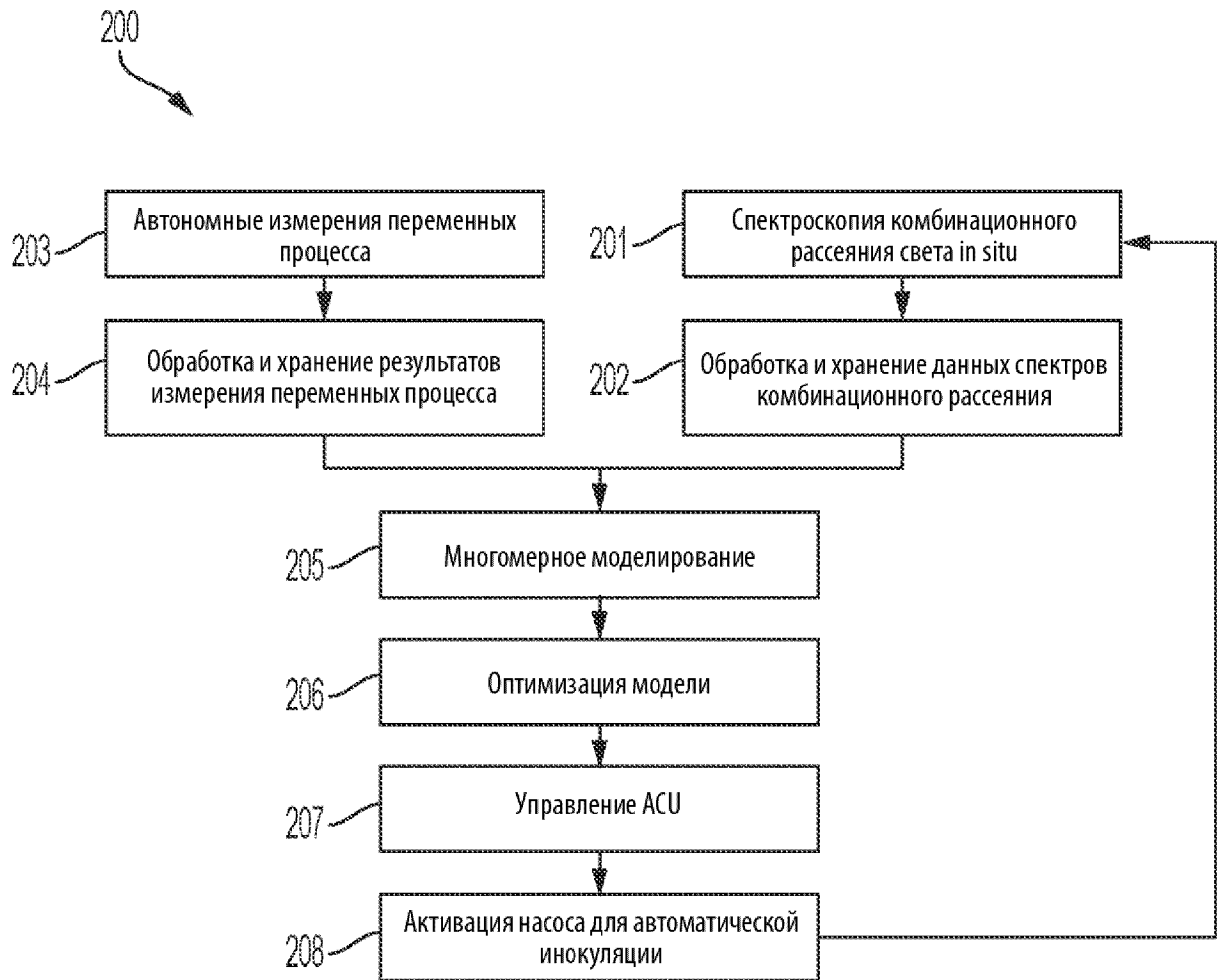 200
203
Автономные измерения переменных
процесса
201
Спектроскопия комбинационного
рассеяния света in situ
204
Обработка и хранение результатов
измерения переменных процесса
202
Обработка и хранение данных спектров
комбинационного рассеяния
205
Многомерное моделирование
206
Оптимизация модели
207
Управление ACU
208
Активация насоса для автоматической
инокуляции